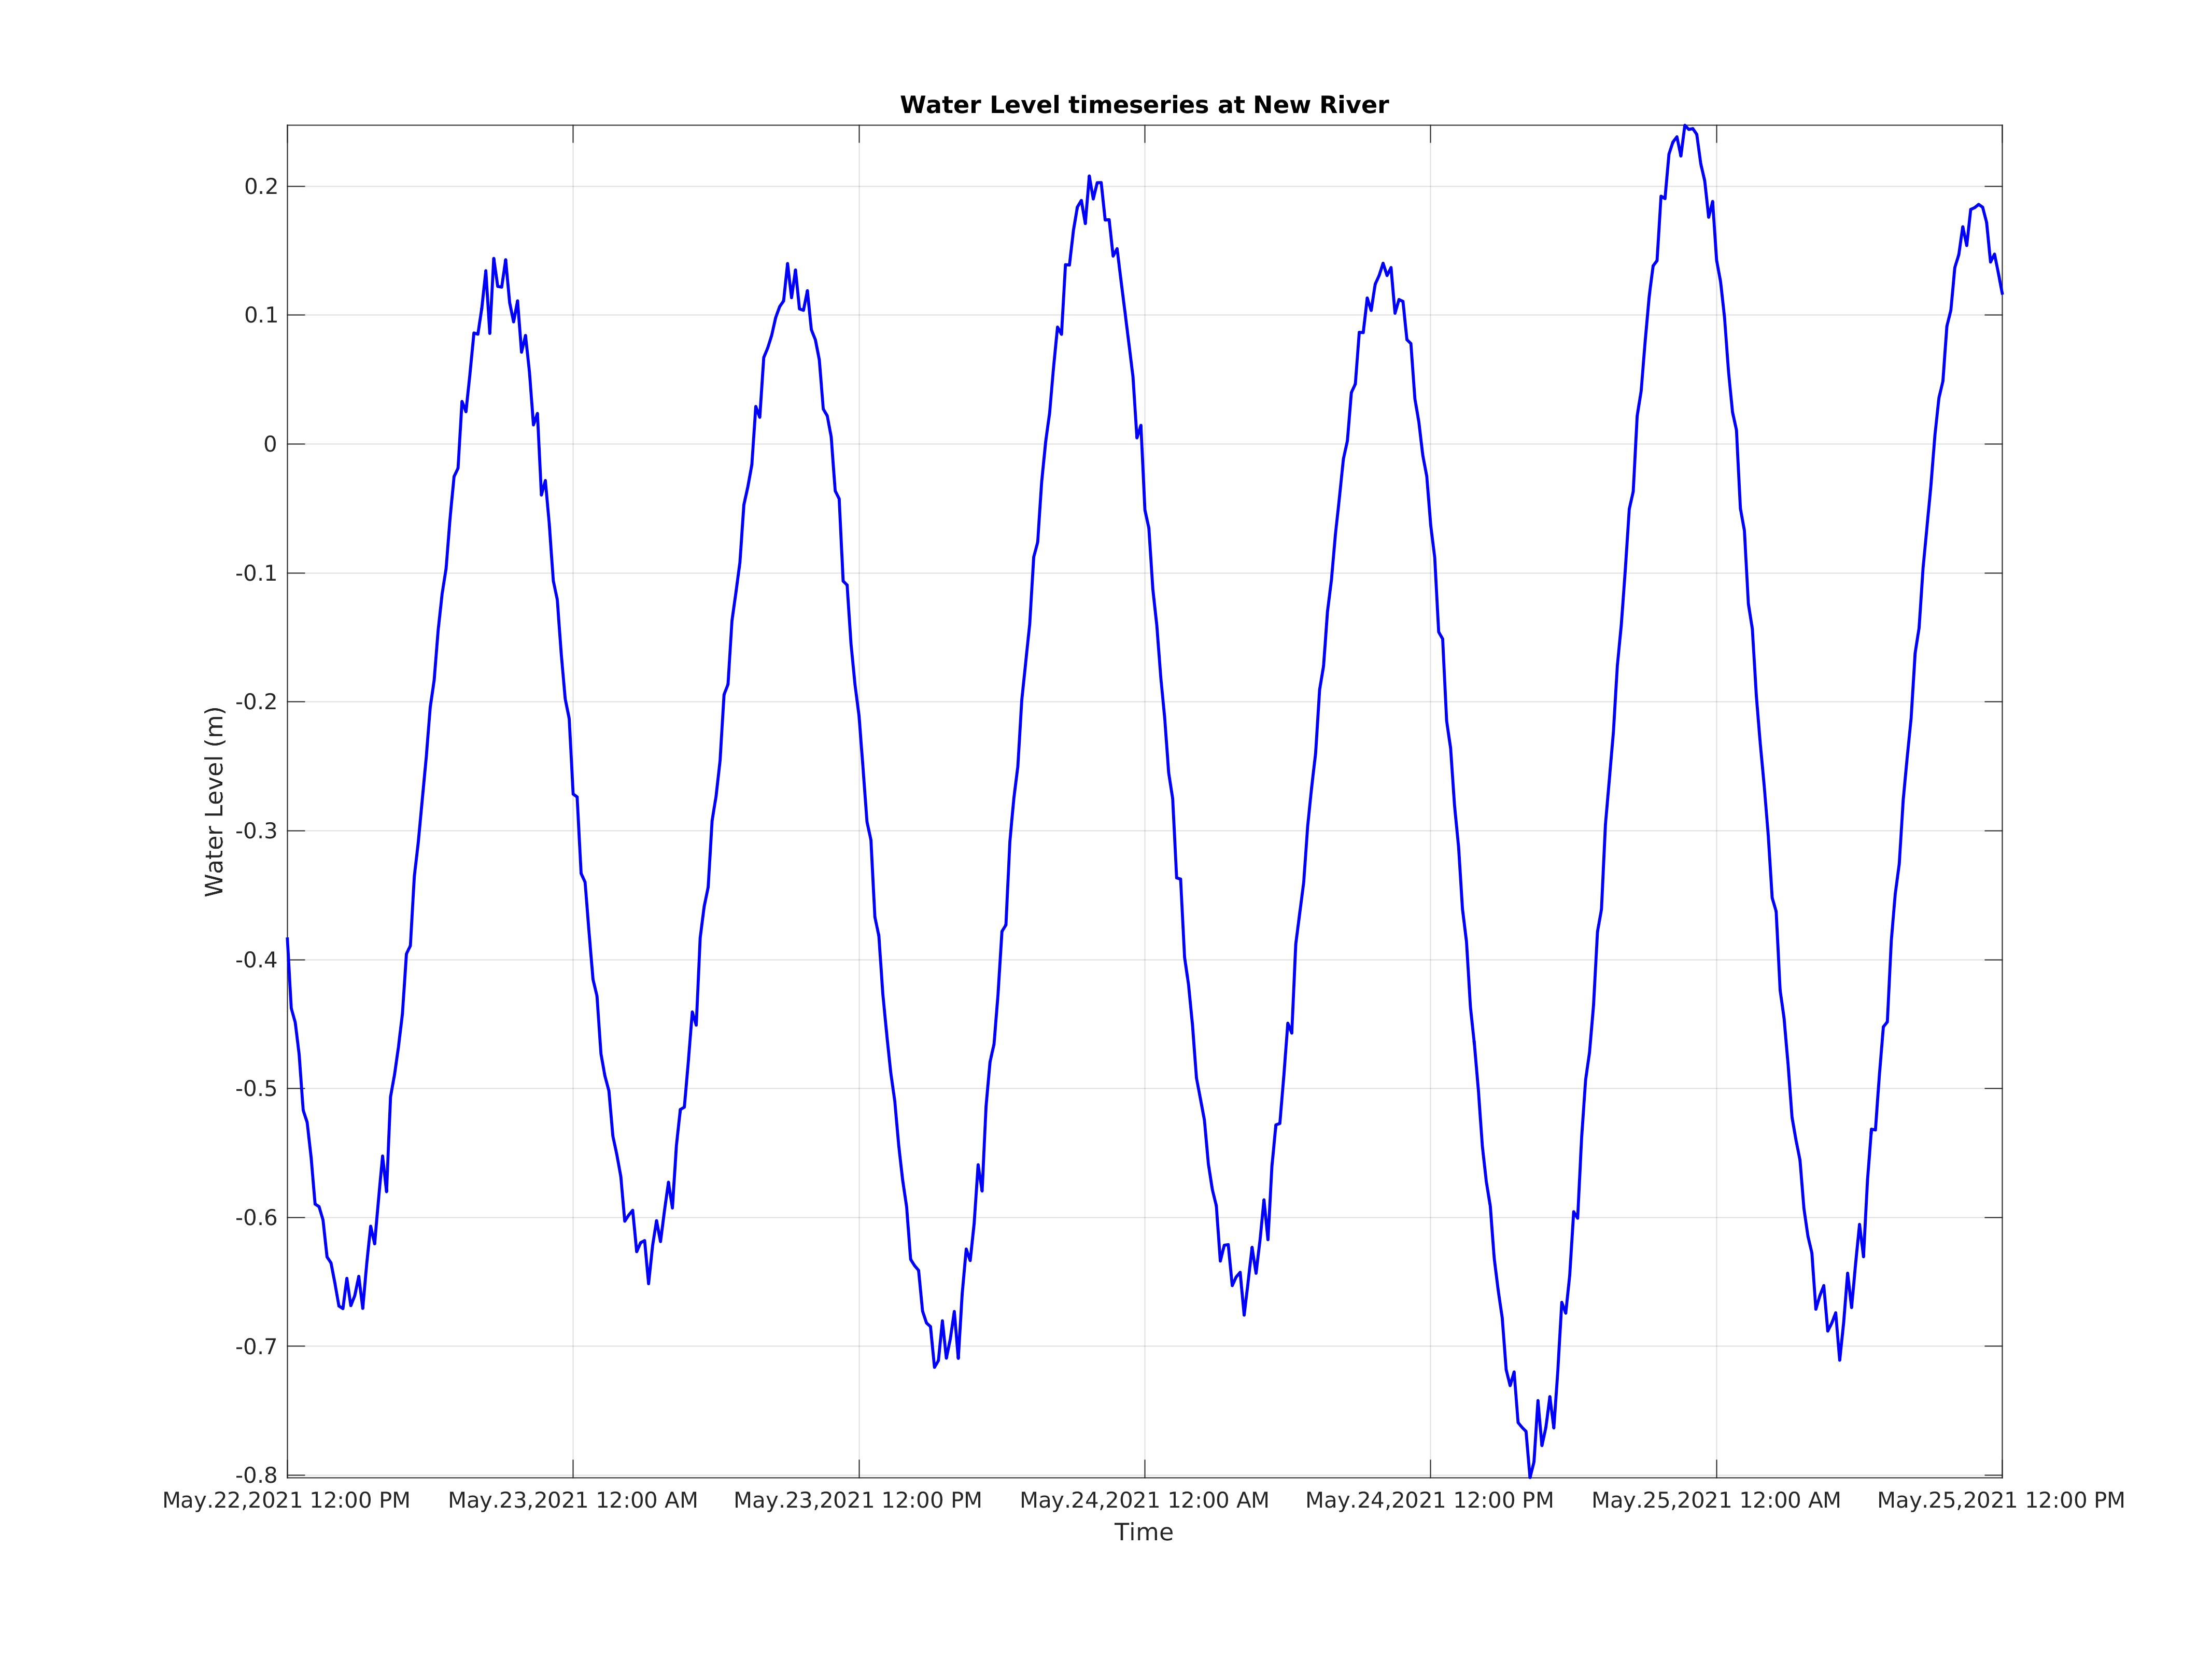 Water Level timeseries at New River
0.2
0.1
0
-0.1
-0.2
-0.3
-0.4
-0.5
-0.6
-0.7
-0.8
Water Level (m)
May.22,2021 12:00 PM May.23,2021 12:00 AM May.23,2021 12:00 PM May.24,2021 12:00 AM May.24,2021 12:00 PM May.25,2021 12:00 AM May.25,2021 12:00 PM
Time